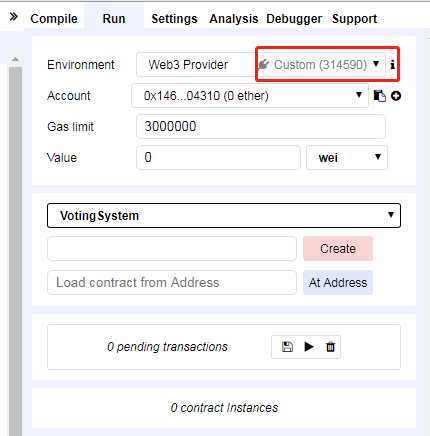 Compile Run Settings Analysis Debugger Support
Environment Web3 Provider Custom (314590)
Account 0x146...04310 (0 ether)
Gas limit 3000000
Value 0 wei
VotingSystem
Create
Load contract from Address At Address
0 pending transactions
0 contract Instances